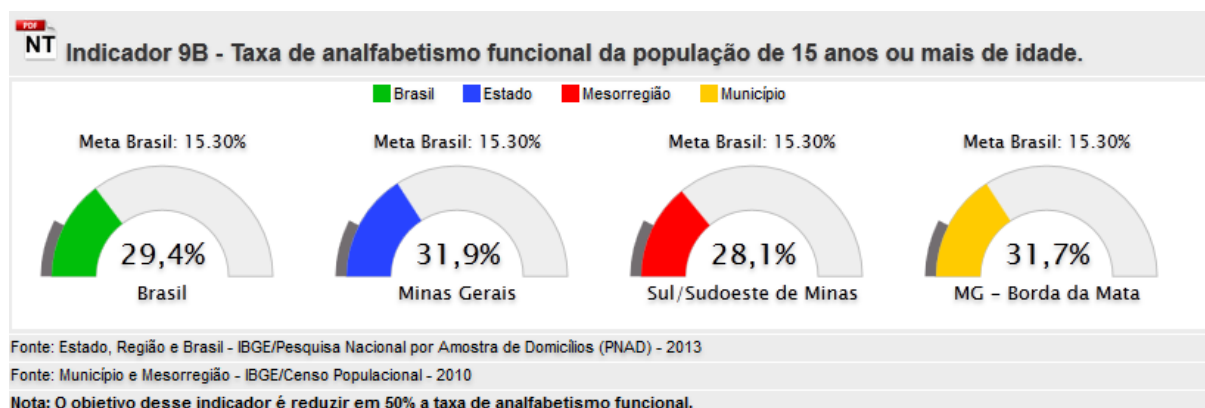 PDF
NT Indicador 9B - Taxa de analfabetismo funcional da população de 15 anos ou mais de idade.
Brasil Estado Mesorregião Município
Meta Brasil: 15.30% Meta Brasil: 15.30% Meta Brasil: 15.30% Meta Brasil: 15.30%
29,4% 31,9% 28,1% 31,7%
Brasil Minas Gerais Sul/Sudoeste de Minas MG - Borda da Mata
Fonte: Estado, Região e Brasil - IBGE/Pesquisa Nacional por Amostra de Domicílios (PNAD) - 2013
Fonte: Município e Mesorregião - IBGE/Censo Populacional - 2010
Nota: O objetivo desse indicador é reduzir em 50% a taxa de analfabetismo funcional.